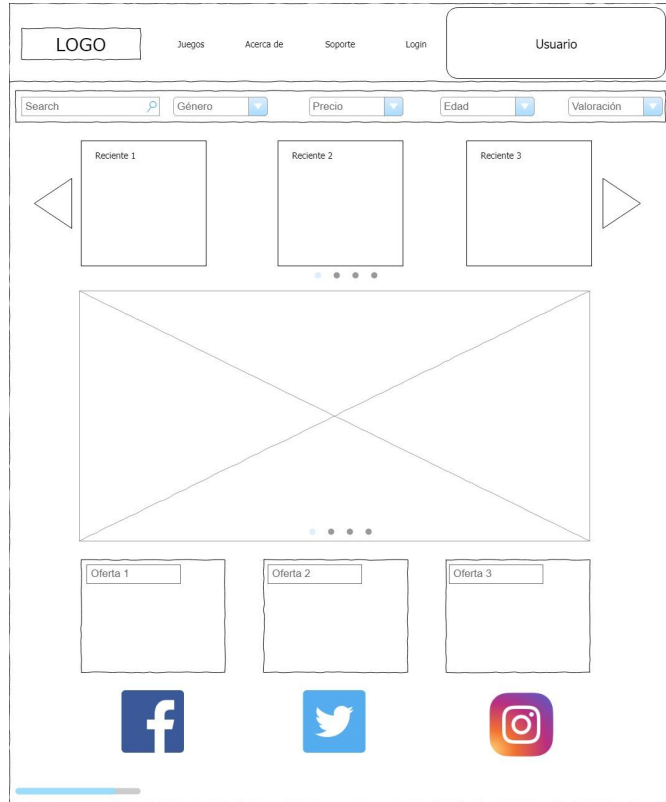 LOGO
Juegos
Acerca de
Soporte
Login
Usuario
Search
Género
Precio
Edad
Valoración
Reciente 1
Reciente 2
Reciente 3
Oferta 1
Oferta 2
Oferta 3